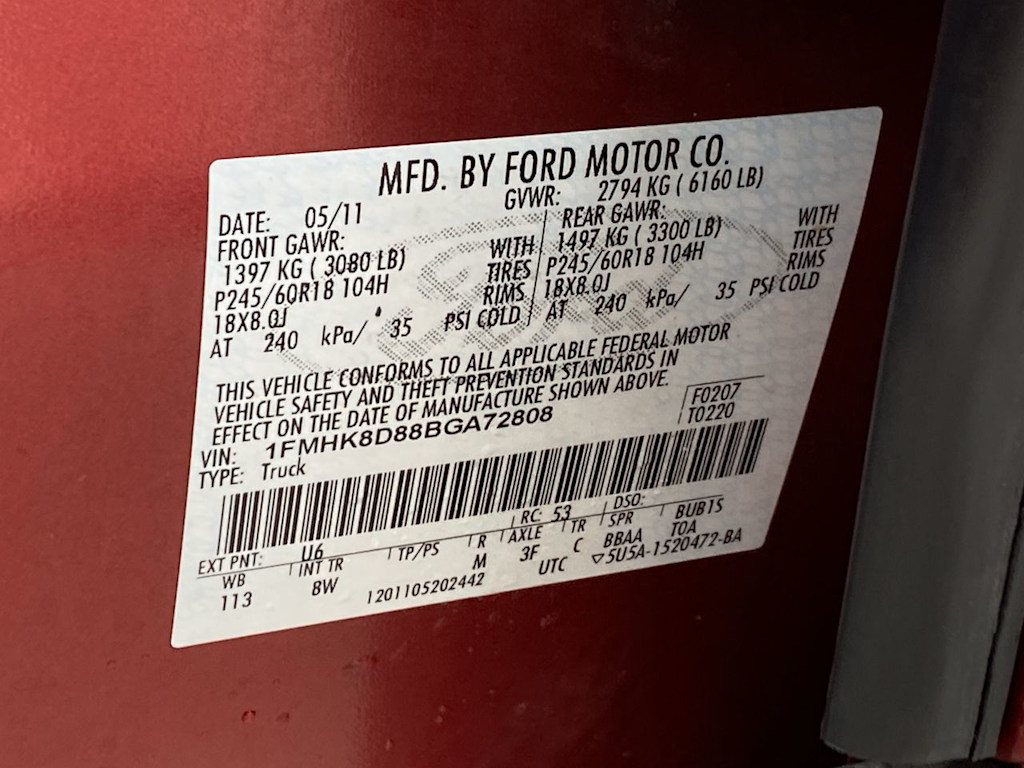 MFD. BY FORD MOTOR CO.
DATE: 05/11 GVWR: 2794 KG ( 6160 LB)
FRONT GAWR: REAR GAWR:
1397 KG ( 3080 LB) WITH 1497 KG ( 3300 LB) WITH
P245/60R18 104H TIRES P245/60R18 104H TIRES
18X8.0J RIMS 18X8.0J RIMS
AT 240 kPa/ 35 PSI COLD AT 240 kPa/ 35 PSI COLD
THIS VEHICLE CONFORMS TO ALL APPLICABLE FEDERAL MOTOR
VEHICLE SAFETY AND THEFT PREVENTION STANDARDS IN
EFFECT ON THE DATE OF MANUFACTURE SHOWN ABOVE.
VIN: 1FMHK8D88BGA72808 F0207
TYPE: Truck T0220
EXT PNT: U6 RC: 53 DSO:
WB INT TR TP/PS R AXLE TR SPR BUB1S
113 8W M 3F C BBAA TOA
1201105202442 UTC ▽5U5A-1520472-BA